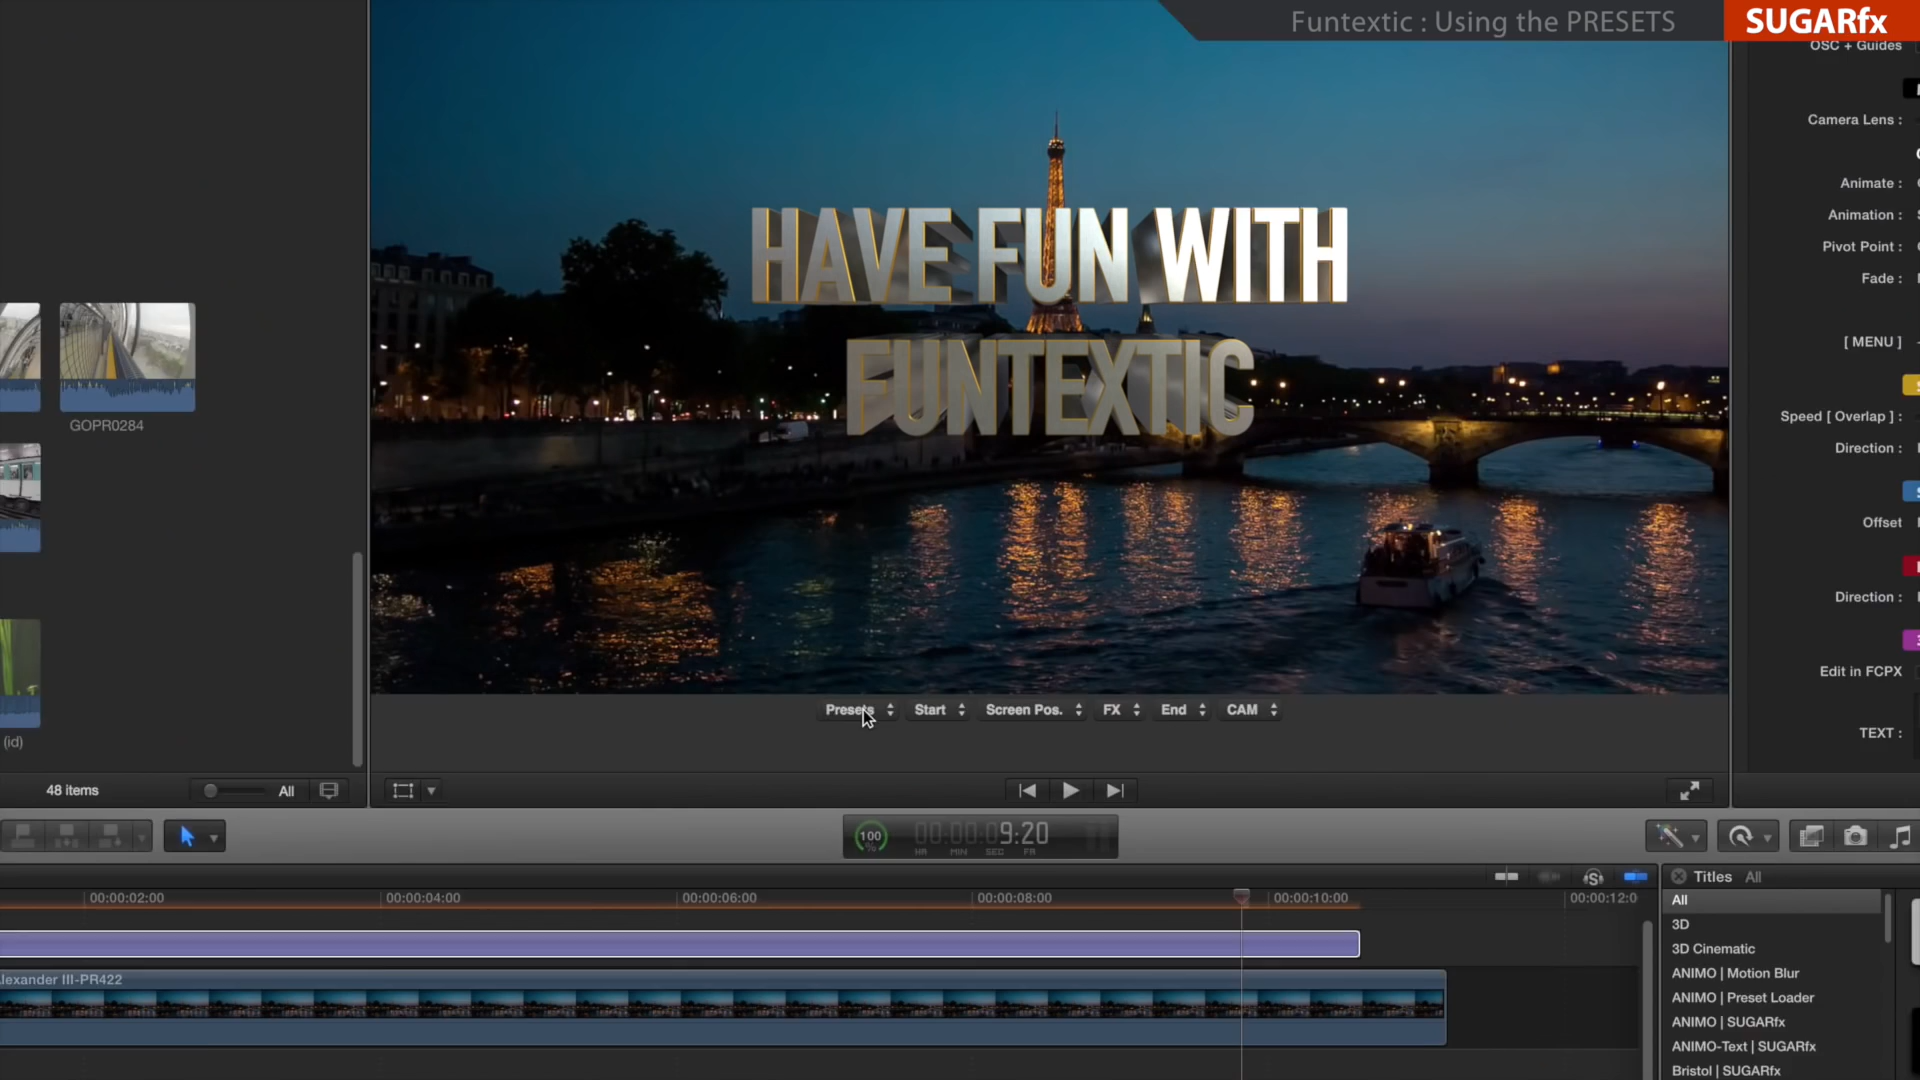 Funtextic : Using the PRESETS
SUGARfx
OSC + Guides
Camera Lens :
Animate :
Animation :
Pivot Point :
Fade :
[ MENU ]
Speed [ Overlap ] :
Direction :
Offset
Direction :
Edit in FCPX
TEXT :
HAVE FUN WITH
FUNTEXTIC
GOPR0284
(id)
Presets
Start
Screen Pos.
FX
End
CAM
48 items
All
100
%
00:00:09:20
HR MIN SEC FR
00:00:02:00
00:00:04:00
00:00:06:00
00:00:08:00
00:00:10:00
00:00:12:0
lexander III-PR422
Titles All
All
3D
3D Cinematic
ANIMO | Motion Blur
ANIMO | Preset Loader
ANIMO | SUGARfx
ANIMO-Text | SUGARfx
Bristol | SUGARfx